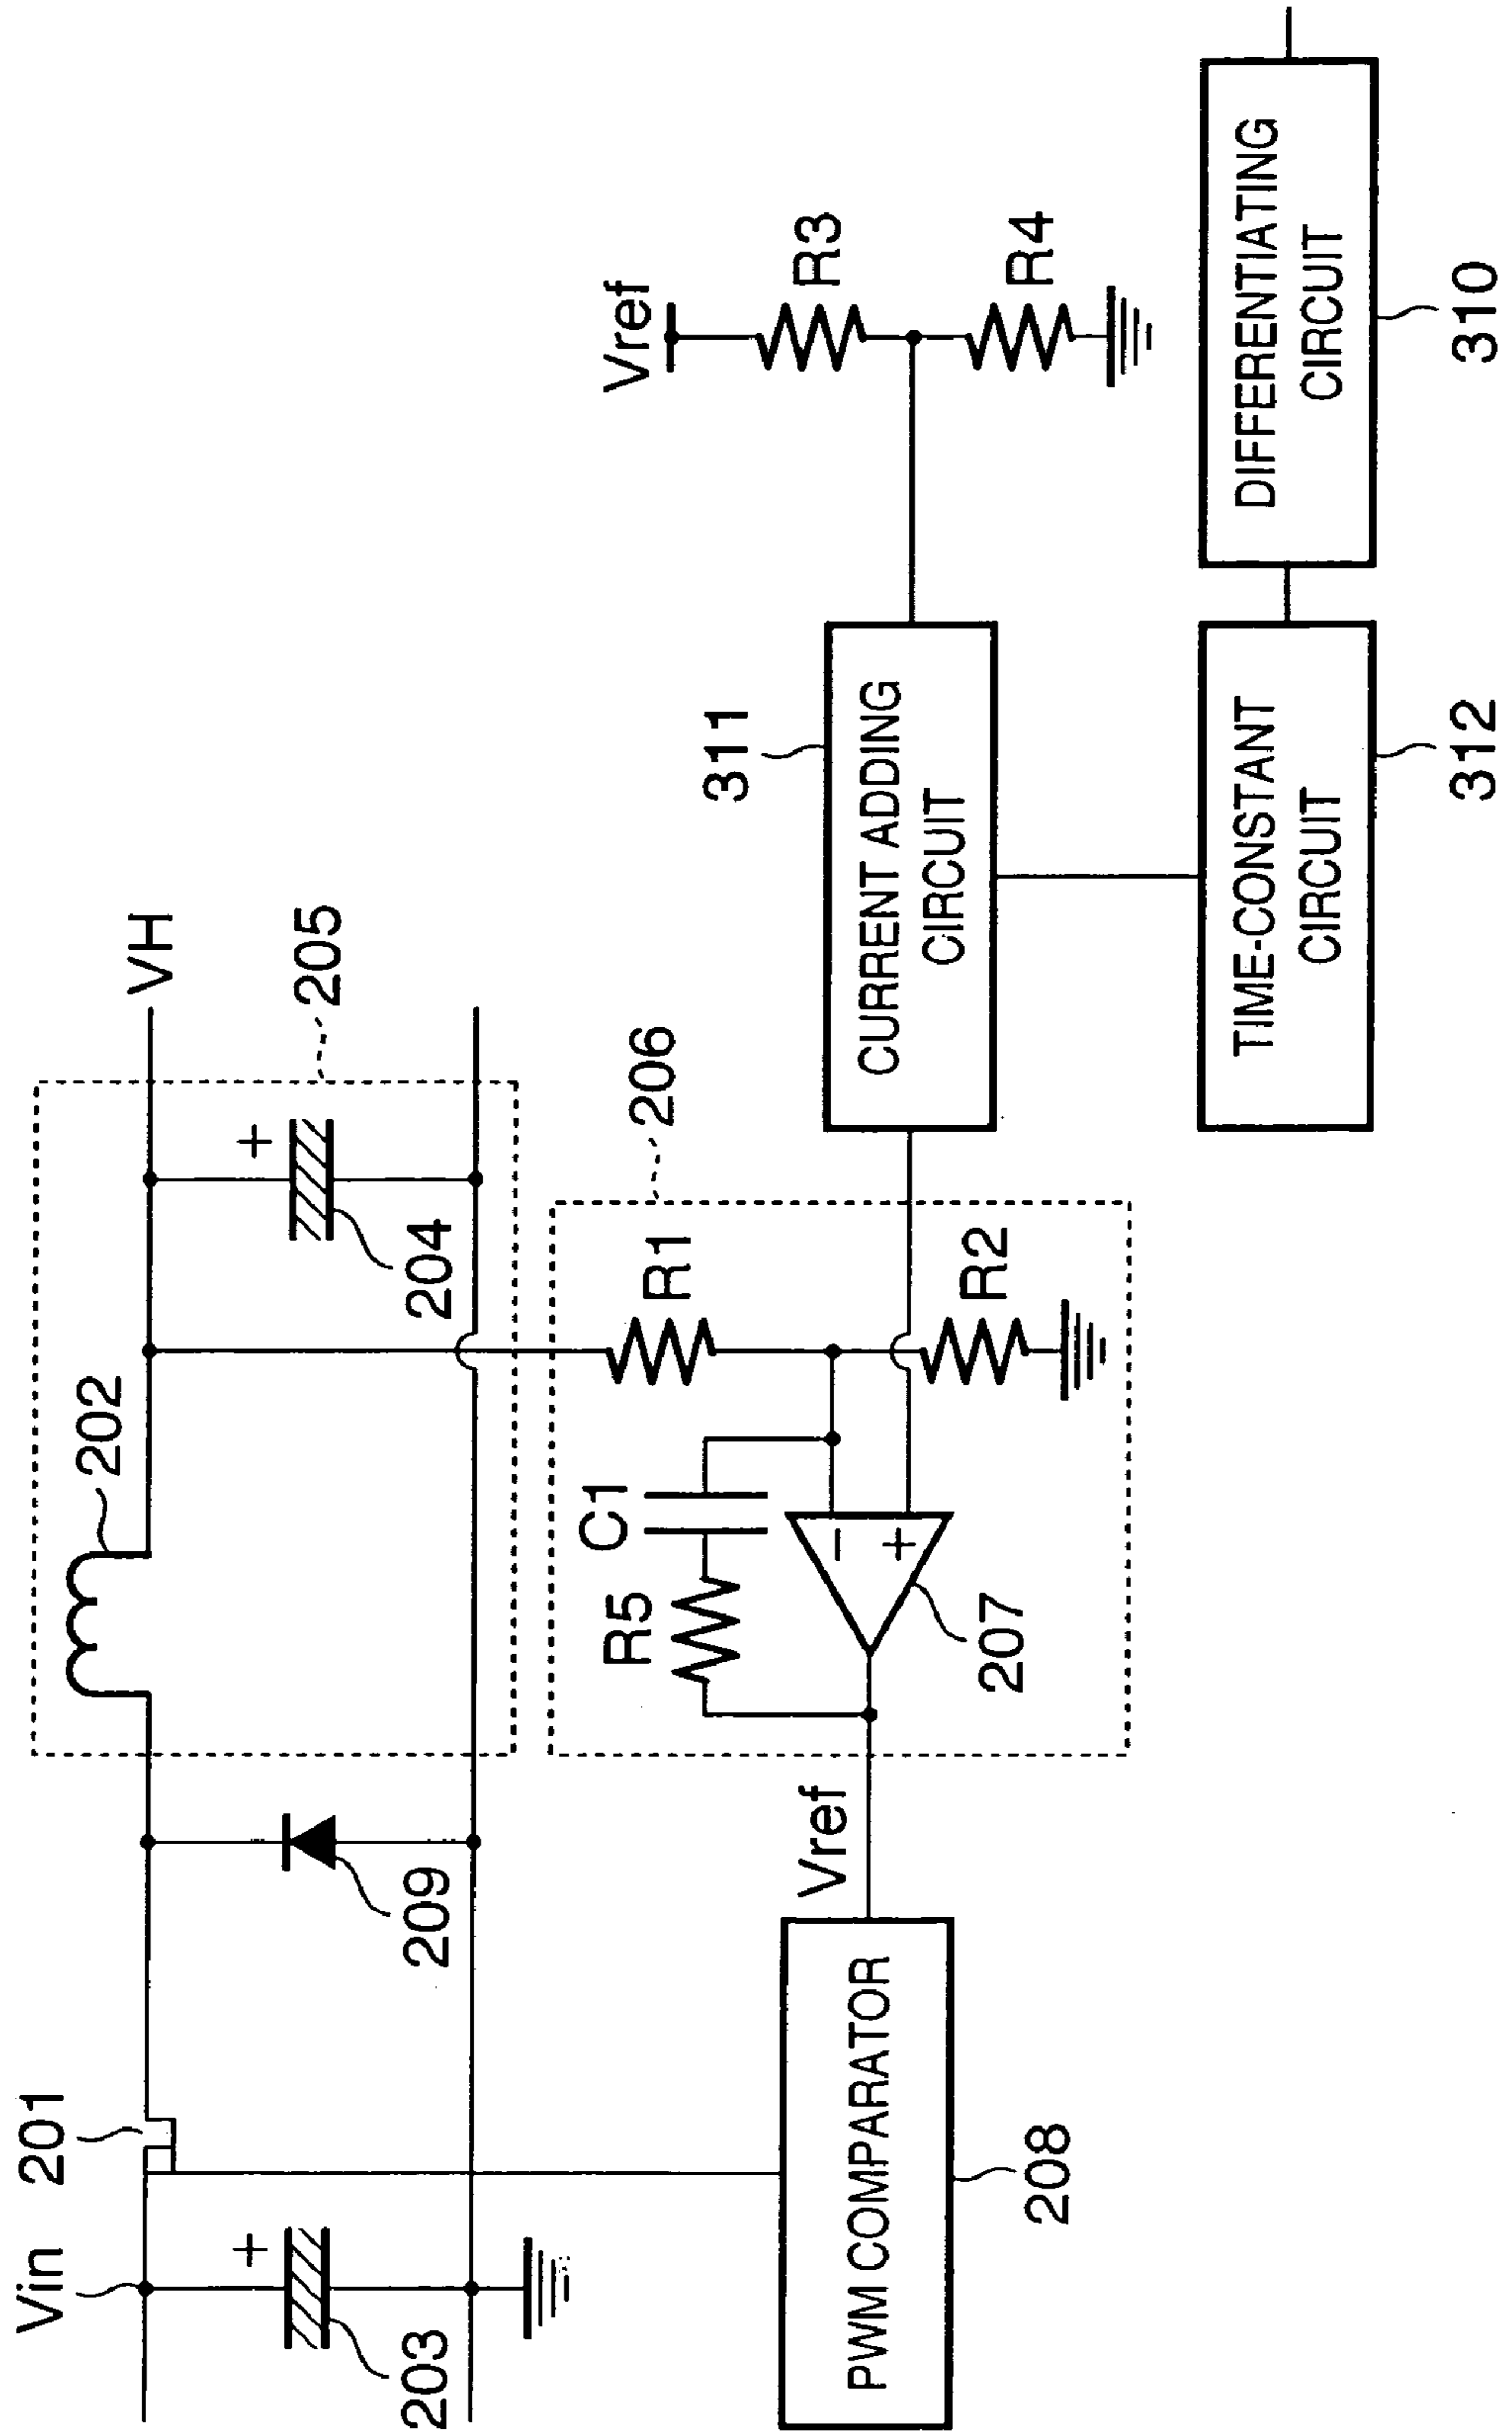 Vin
201
202
VH
205
+
203
209
+
204
206
R5
C1
R1
R2
−
+
207
Vref
PWM COMPARATOR
208
311
CURRENT ADDING
CIRCUIT
Vref
R3
R4
TIME-CONSTANT
CIRCUIT
312
DIFFERENTIATING
CIRCUIT
310